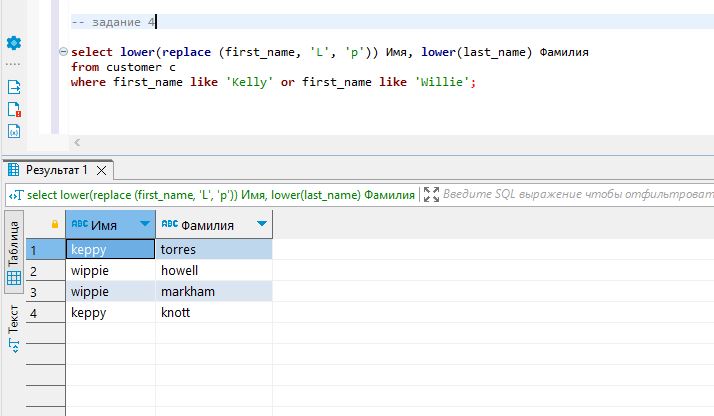 -- задание 4
select lower(replace (first_name, 'L', 'p')) Имя, lower(last_name) Фамилия
from customer c
where first_name like 'Kelly' or first_name like 'Willie';
Результат 1
select lower(replace (first_name, 'L', 'p')) Имя, lower(last_name) Фамилия
Введите SQL выражение чтобы отфильтроват
Таблица
Текст
ABC Имя ABC Фамилия
1 keppy torres
2 wippie howell
3 wippie markham
4 keppy knott